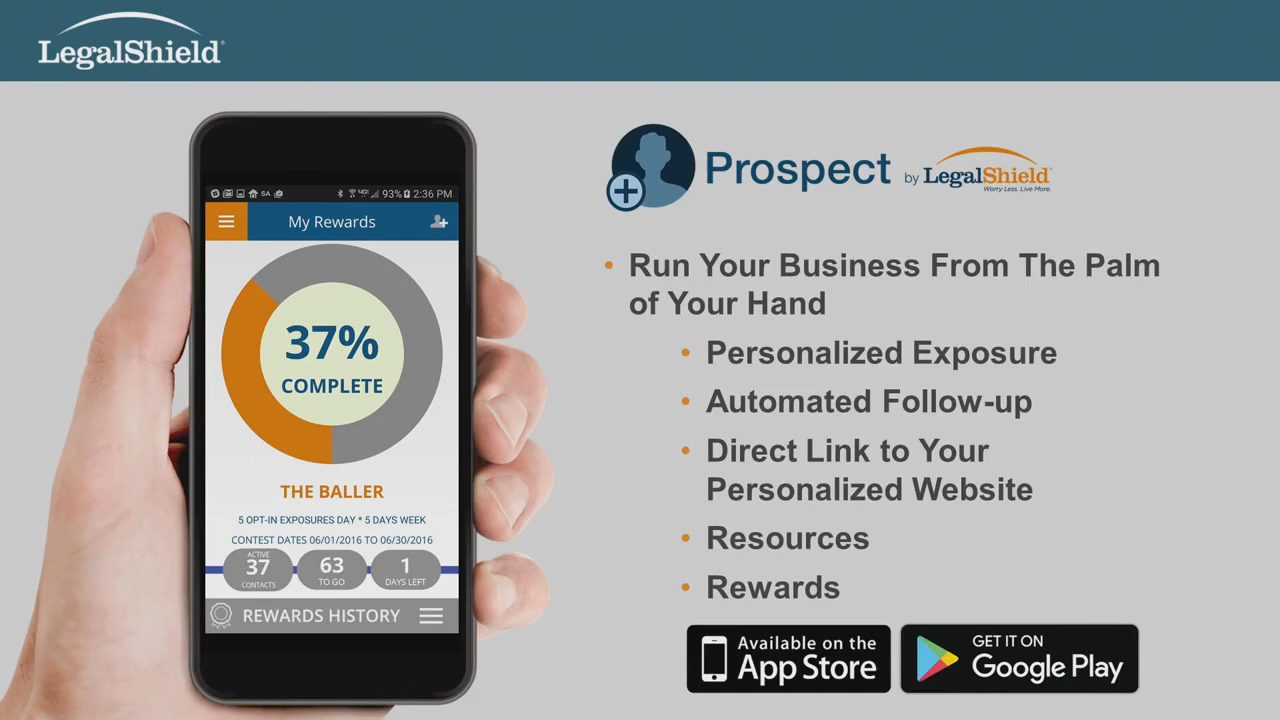 LegalShield
93% 2:36 PM
My Rewards
37%
COMPLETE
THE BALLER
5 OPT-IN EXPOSURES DAY * 5 DAYS WEEK
CONTEST DATES 06/01/2016 TO 06/30/2016
ACTIVE
37
CONTACTS
63
TO GO
1
DAYS LEFT
REWARDS HISTORY
Prospect by LegalShield
Worry Less. Live More.
• Run Your Business From The Palm
of Your Hand
• Personalized Exposure
• Automated Follow-up
• Direct Link to Your
Personalized Website
• Resources
• Rewards
Available on the
App Store
GET IT ON
Google Play